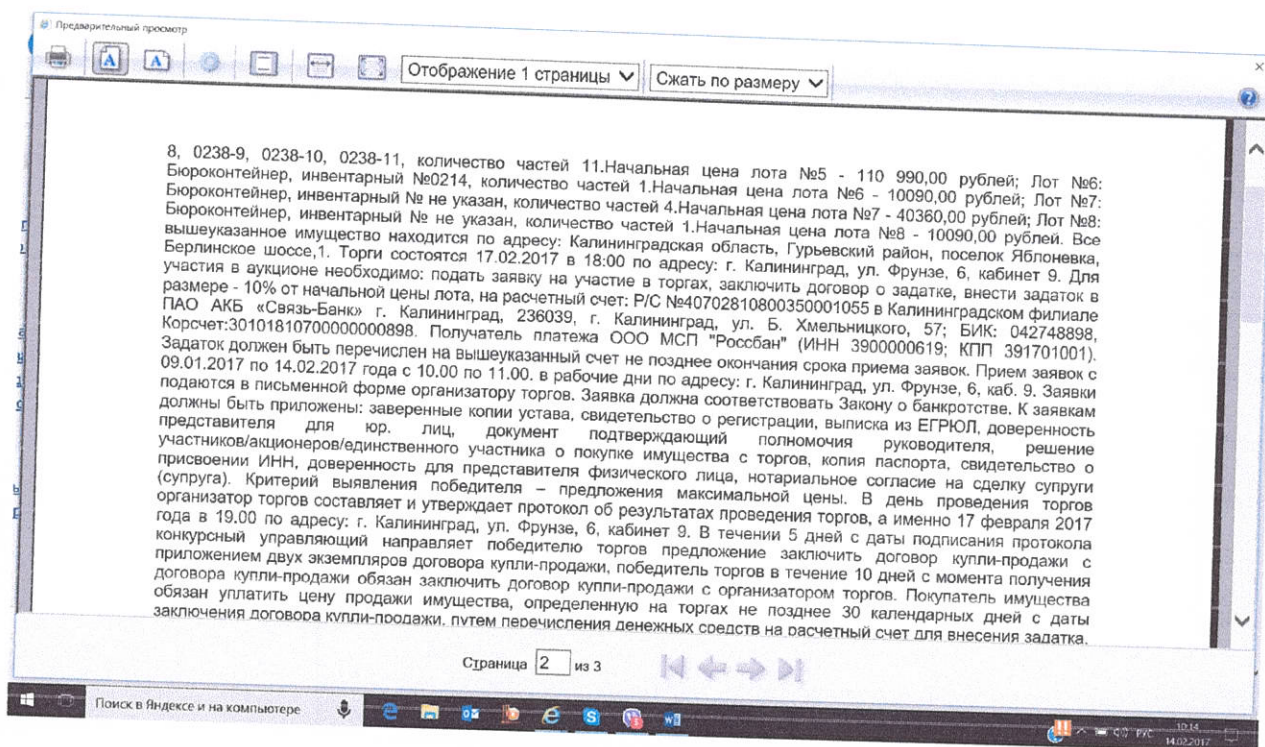 Предварительный просмотр
Отображение 1 страницы
Сжать по размеру
8, 0238-9, 0238-10, 0238-11, количество частей 11.Начальная цена лота №5 - 110 990,00 рублей; Лот №6:
Бюроконтейнер, инвентарный №0214, количество частей 1.Начальная цена лота №6 - 10090,00 рублей; Лот №7:
Бюроконтейнер, инвентарный № не указан, количество частей 4.Начальная цена лота №7 - 40360,00 рублей; Лот №8:
Бюроконтейнер, инвентарный № не указан, количество частей 1.Начальная цена лота №8 - 10090,00 рублей. Все
вышеуказанное имущество находится по адресу: Калининградская область, Гурьевский район, поселок Яблоневка,
Берлинское шоссе,1. Торги состоятся 17.02.2017 в 18:00 по адресу: г. Калининград, ул. Фрунзе, 6, кабинет 9. Для
участия в аукционе необходимо: подать заявку на участие в торгах, заключить договор о задатке, внести задаток в
размере - 10% от начальной цены лота, на расчетный счет: Р/С №40702810800350001055 в Калининградском филиале
ПАО АКБ «Связь-Банк» г. Калининград, 236039, г. Калининград, ул. Б. Хмельницкого, 57; БИК: 042748898,
Корсчет:30101810700000000898. Получатель платежа ООО МСП "Россбан" (ИНН 3900000619; КПП 391701001).
Задаток должен быть перечислен на вышеуказанный счет не позднее окончания срока приема заявок. Прием заявок с
09.01.2017 по 14.02.2017 года с 10.00 по 11.00. в рабочие дни по адресу: г. Калининград, ул. Фрунзе, 6, каб. 9. Заявки
подаются в письменной форме организатору торгов. Заявка должна соответствовать Закону о банкротстве. К заявкам
должны быть приложены: заверенные копии устава, свидетельство о регистрации, выписка из ЕГРЮЛ, доверенность
представителя для юр. лиц, документ подтверждающий полномочия руководителя, решение
участников/акционеров/единственного участника о покупке имущества с торгов, копия паспорта, свидетельство о
присвоении ИНН, доверенность для представителя физического лица, нотариальное согласие на сделку супруги
(супруга). Критерий выявления победителя – предложения максимальной цены. В день проведения торгов
организатор торгов составляет и утверждает протокол об результатах проведения торгов, а именно 17 февраля 2017
года в 19.00 по адресу: г. Калининград, ул. Фрунзе, 6, кабинет 9. В течении 5 дней с даты подписания протокола
конкурсный управляющий направляет победителю торгов предложение заключить договор купли-продажи с
приложением двух экземпляров договора купли-продажи, победитель торгов в течение 10 дней с момента получения
договора купли-продажи обязан заключить договор купли-продажи с организатором торгов. Покупатель имущества
обязан уплатить цену продажи имущества, определенную на торгах не позднее 30 календарных дней с даты
заключения договора купли-продажи, путем перечисления денежных средств на расчетный счет для внесения задатка.
Страница 2 из 3
Поиск в Яндексе и на компьютере
РУС
10:14
14.02.2017